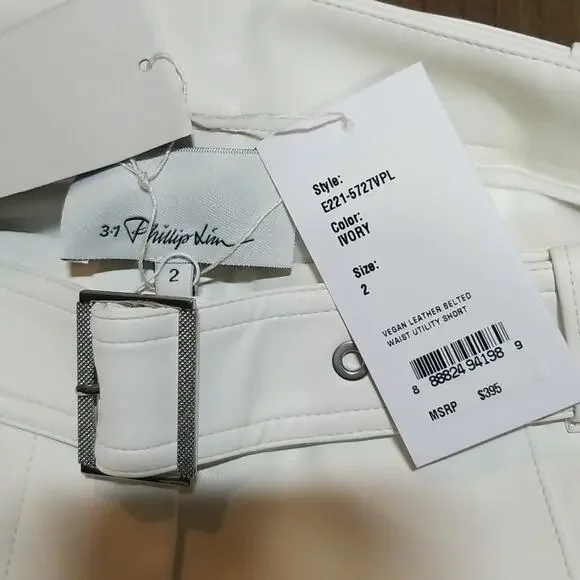 3.1 Phillip Lim
2
Style:
E221-5727VPL
Color:
IVORY
Size:
2
VEGAN LEATHER BELTED
WAIST UTILITY SHORT
8 88824 94198 9
MSRP $395